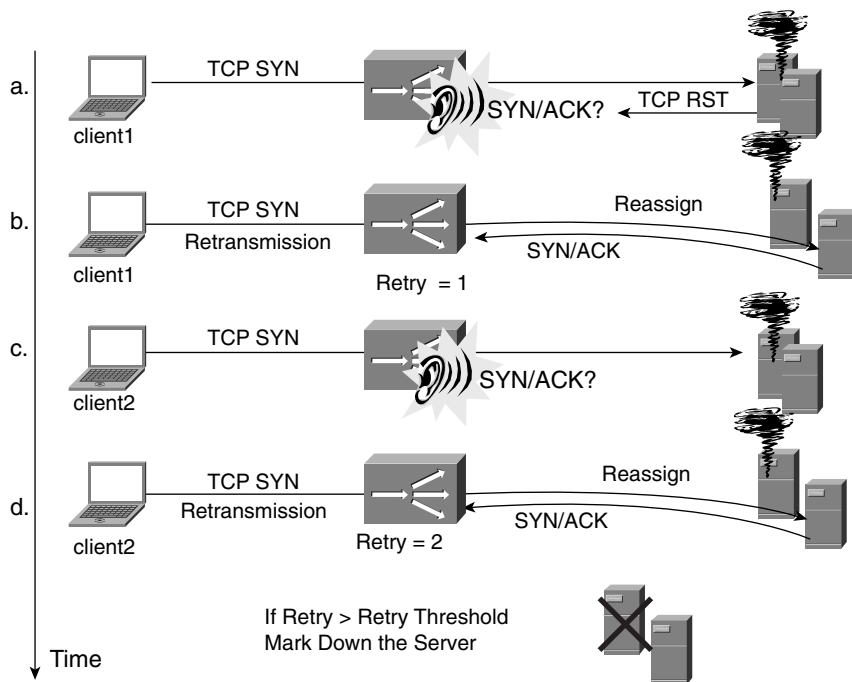 a.
TCP SYN
SYN/ACK?
TCP RST
client1
b.
TCP SYN
Retransmission
Reassign
SYN/ACK
client1
Retry = 1
c.
TCP SYN
SYN/ACK?
client2
d.
TCP SYN
Retransmission
Reassign
SYN/ACK
client2
Retry = 2
If Retry > Retry Threshold
Mark Down the Server
Time